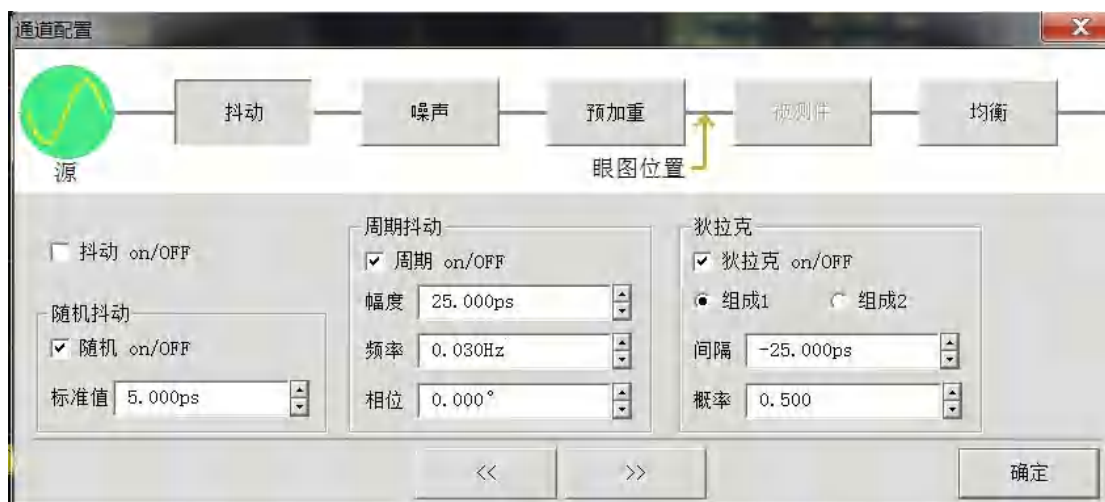 通道配置
抖动
噪声
预加重
被测件
均衡
源
眼图位置
抖动 on/OFF
随机抖动
随机 on/OFF
标准值 5.000ps
周期抖动
周期 on/OFF
幅度 25.000ps
频率 0.030Hz
相位 0.000°
狄拉克
狄拉克 on/OFF
组成1 组成2
间隔 -25.000ps
概率 0.500
<< >>
确定